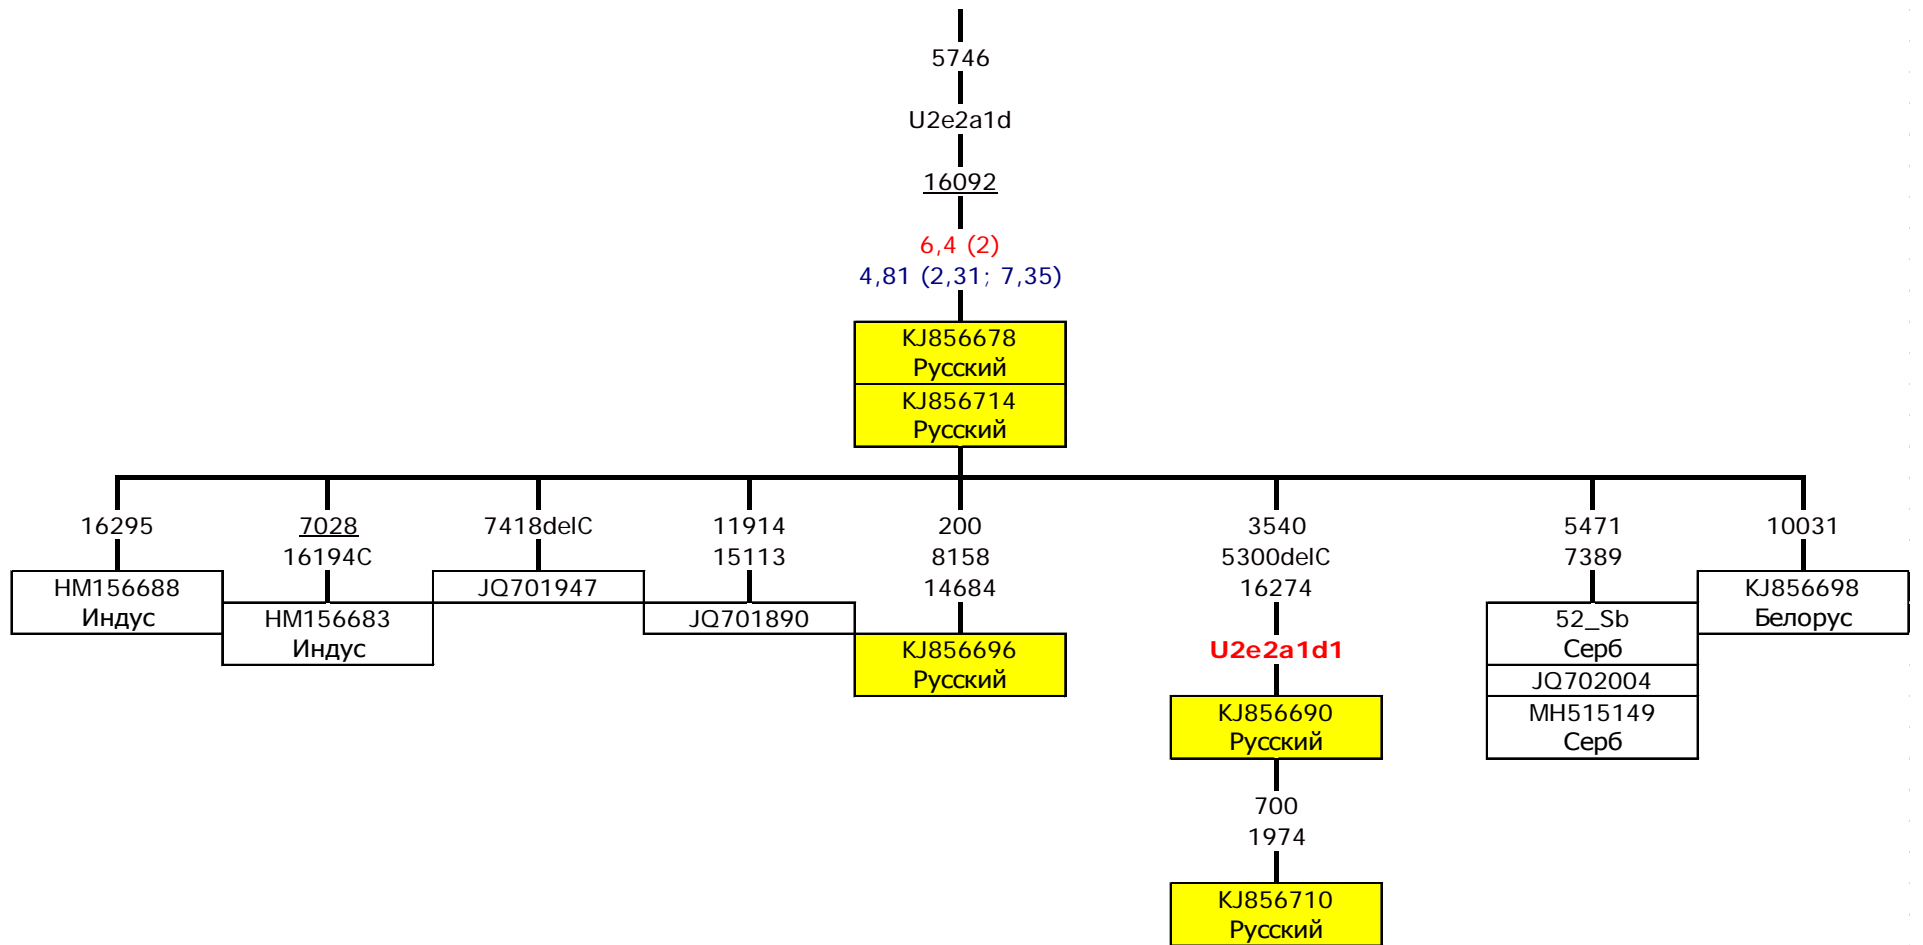 5746
U2e2a1d
16092
6,4 (2)
4,81 (2,31; 7,35)
KJ856678
Русский
KJ856714
Русский
16295
HM156688
Индус
7028
16194C
HM156683
Индус
7418delC
JQ701947
11914
15113
JQ701890
200
8158
14684
KJ856696
Русский
3540
5300delC
16274
U2e2a1d1
KJ856690
Русский
700
1974
KJ856710
Русский
5471
7389
52_Sb
Серб
JQ702004
MH515149
Серб
10031
KJ856698
Белорус